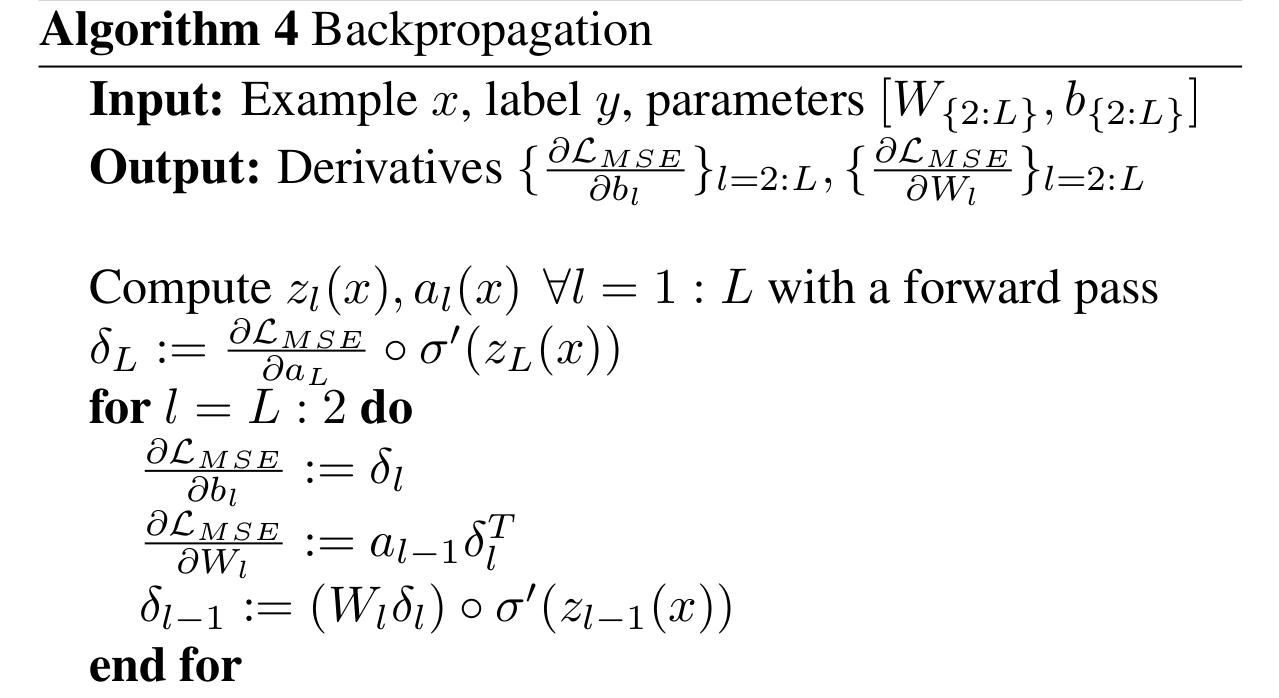 Algorithm 4 Backpropagation
Input: Example $x$, label $y$, parameters $[W_{\{2:L\}}, b_{\{2:L\}}]$
Output: Derivatives $\{\frac{\partial \mathcal{L}_{MSE}}{\partial b_l}\}_{l=2:L}, \{\frac{\partial \mathcal{L}_{MSE}}{\partial W_l}\}_{l=2:L}$
Compute $z_l(x), a_l(x) \ \forall l = 1 : L$ with a forward pass
$\delta_L := \frac{\partial \mathcal{L}_{MSE}}{\partial a_L} \circ \sigma'(z_L(x))$
for $l = L : 2$ do
$\frac{\partial \mathcal{L}_{MSE}}{\partial b_l} := \delta_l$
$\frac{\partial \mathcal{L}_{MSE}}{\partial W_l} := a_{l-1}\delta_l^T$
$\delta_{l-1} := (W_l \delta_l) \circ \sigma'(z_{l-1}(x))$
end for